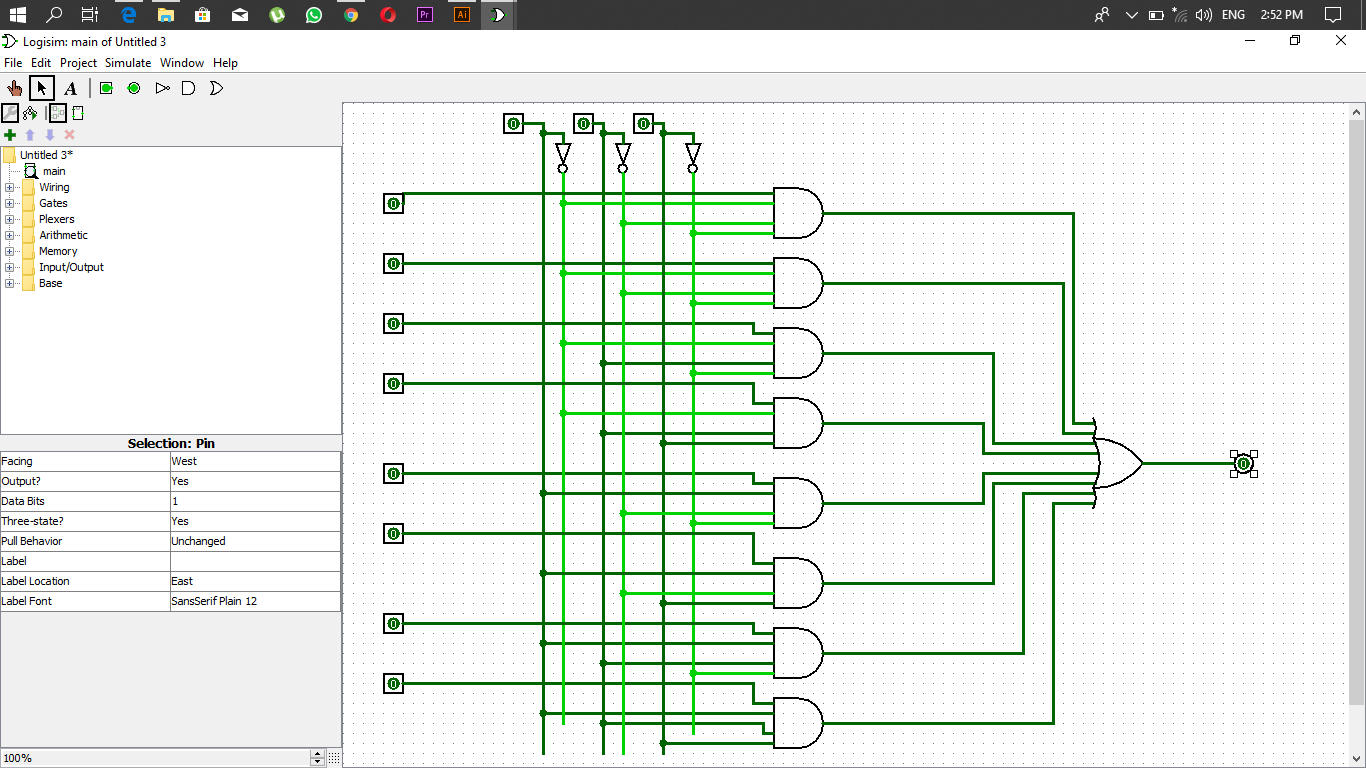 Pr
Ai
ENG
2:52 PM
Logisim: main of Untitled 3
File Edit Project Simulate Window Help
A
Untitled 3*
main
Wiring
Gates
Plexers
Arithmetic
Memory
Input/Output
Base
Selection: Pin
Facing West
Output? Yes
Data Bits 1
Three-state? Yes
Pull Behavior Unchanged
Label
Label Location East
Label Font SansSerif Plain 12
100%
0 0 0
0
0
0
0
0
0
0
0
0